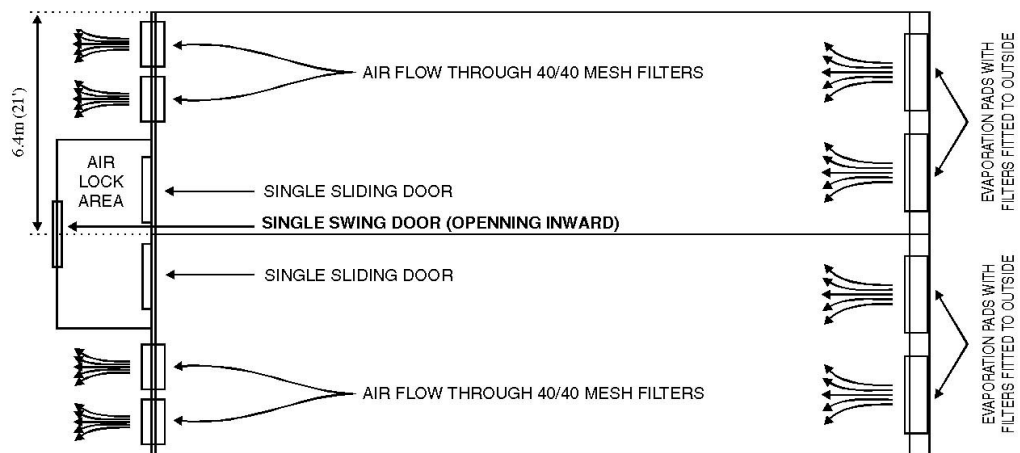 AIR FLOW THROUGH 40/40 MESH FILTERS
6.4m (21')
AIR
LOCK
AREA
SINGLE SLIDING DOOR
SINGLE SWING DOOR (OPENNING INWARD)
SINGLE SLIDING DOOR
AIR FLOW THROUGH 40/40 MESH FILTERS
EVAPORATION PADS WITH
FILTERS FITTED TO OUTSIDE
EVAPORATION PADS WITH
FILTERS FITTED TO OUTSIDE